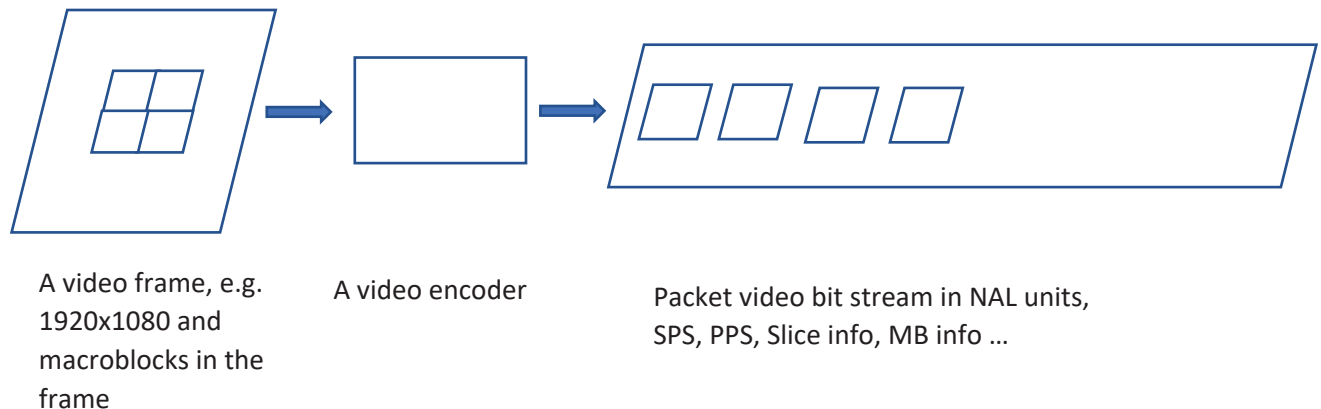 A video frame, e.g.
1920x1080 and
macroblocks in the
frame
A video encoder
Packet video bit stream in NAL units,
SPS, PPS, Slice info, MB info …